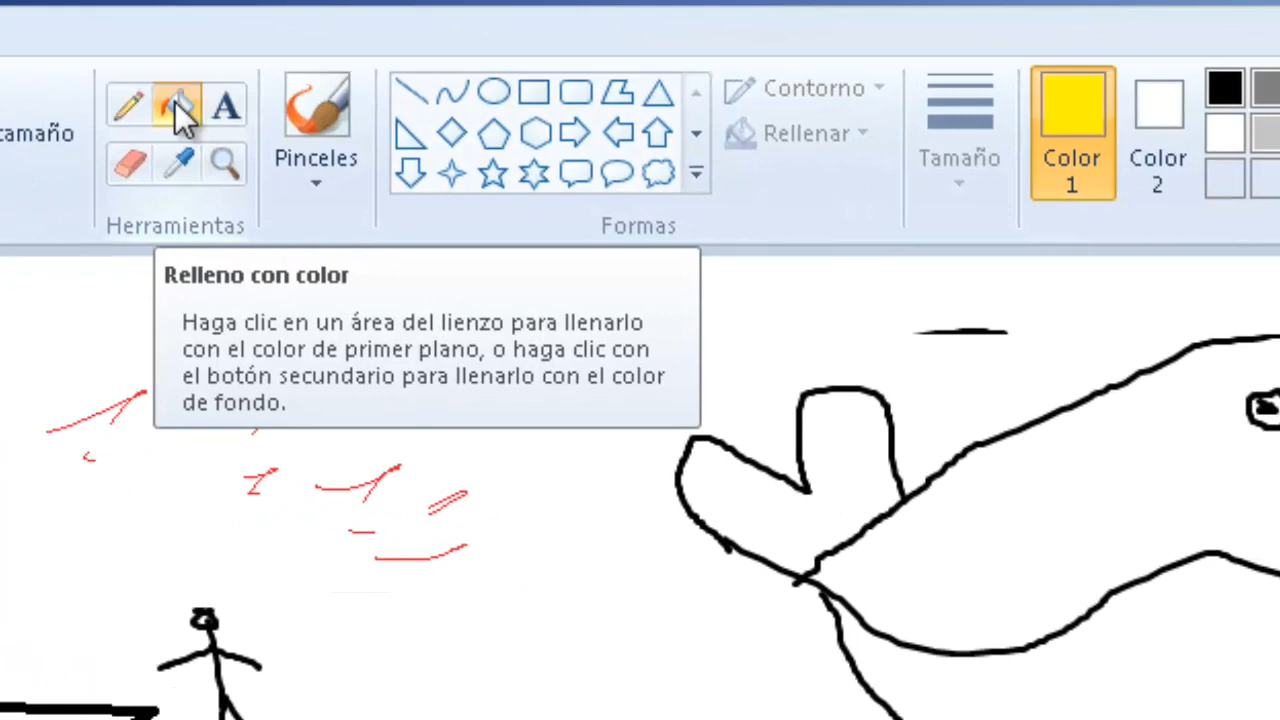 tamaño
A
Herramientas
Pinceles
Formas
Contorno
Rellenar
Tamaño
Color
1
Color
2
Relleno con color
Haga clic en un área del lienzo para llenarlo
con el color de primer plano, o haga clic con
el botón secundario para llenarlo con el color
de fondo.